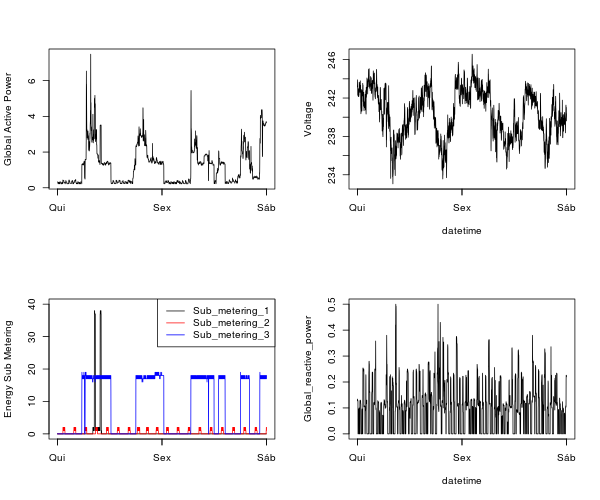 Global Active Power
0 2 4 6
Qui Sex Sáb
Voltage
234 238 242 246
Qui Sex Sáb
datetime
Energy Sub Metering
0 10 20 30 40
Sub_metering_1
Sub_metering_2
Sub_metering_3
Qui Sex Sáb
Global_reactive_power
0.0 0.1 0.2 0.3 0.4 0.5
Qui Sex Sáb
datetime